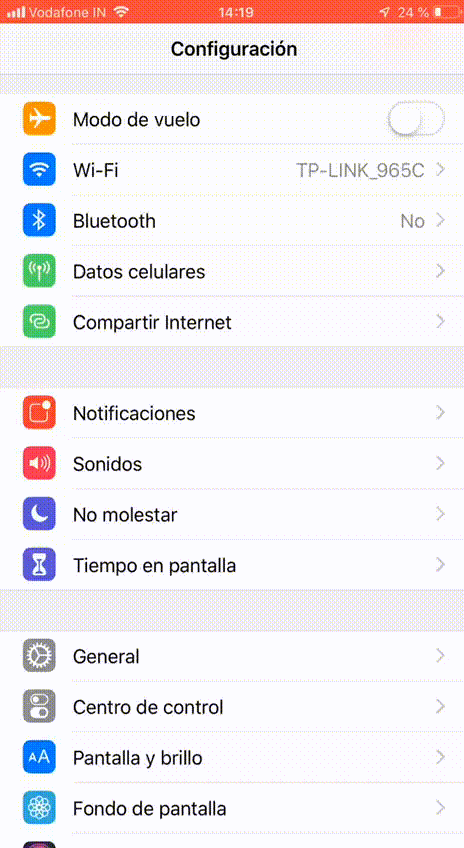 Vodafone IN 14:19 24 %
Configuración
Modo de vuelo
Wi-Fi TP-LINK_965C
Bluetooth No
Datos celulares
Compartir Internet
Notificaciones
Sonidos
No molestar
Tiempo en pantalla
General
Centro de control
AA Pantalla y brillo
Fondo de pantalla